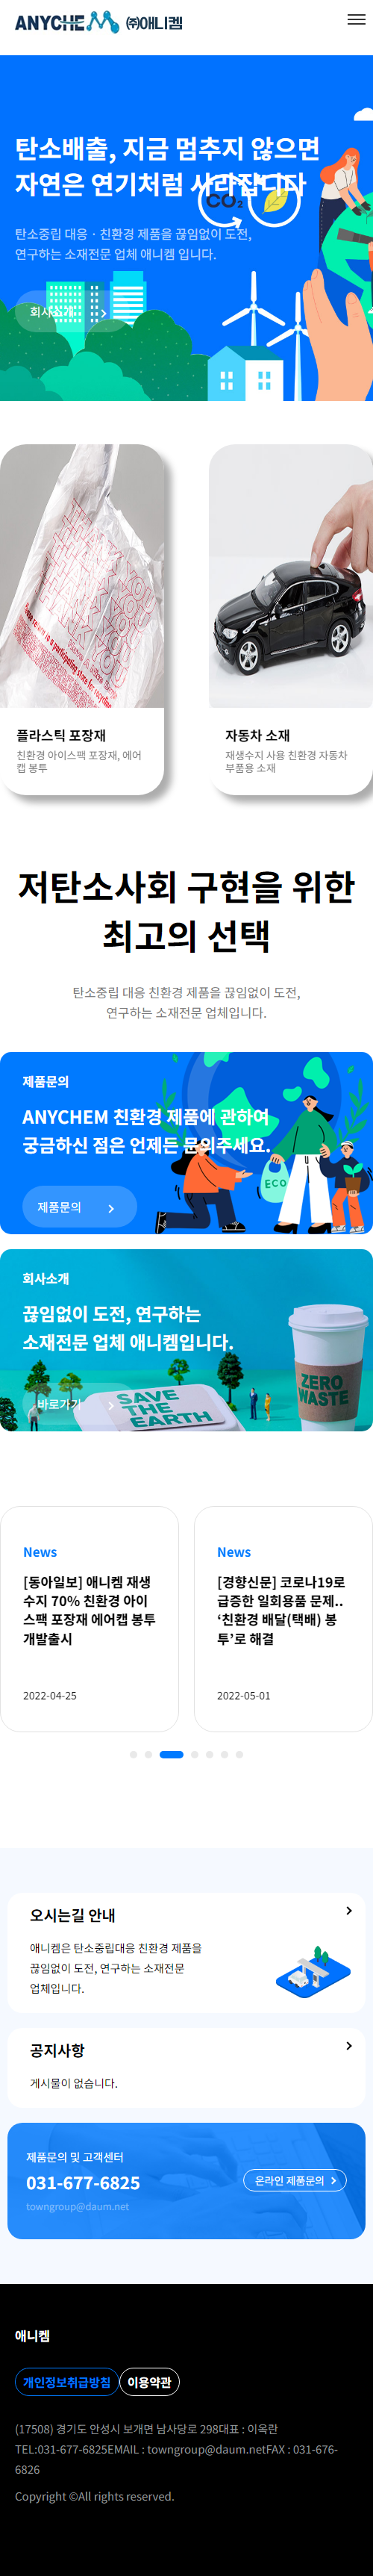 ANYCHEM ㈜애니켐
탄소배출, 지금 멈추지 않으면
자연은 연기처럼 사라집니다
CO₂
탄소중립 대응 · 친환경 제품을 끊임없이 도전,
연구하는 소재전문 업체 애니켐 입니다.
회사소개
플라스틱 포장재
친환경 아이스팩 포장재, 에어
캡 봉투
자동차 소재
재생수지 사용 친환경 자동차
부품용 소재
저탄소사회 구현을 위한
최고의 선택
탄소중립 대응 친환경 제품을 끊임없이 도전,
연구하는 소재전문 업체입니다.
제품문의
ANYCHEM 친환경 제품에 관하여
궁금하신 점은 언제든 문의주세요.
제품문의
ECO
회사소개
끊임없이 도전, 연구하는
소재전문 업체 애니켐입니다.
바로가기
SAVE
THE
EARTH
ZERO
WASTE
News
[동아일보] 애니켐 재생
수지 70% 친환경 아이
스팩 포장재 에어캡 봉투
개발출시
2022-04-25
News
[경향신문] 코로나19로
급증한 일회용품 문제..
‘친환경 배달(택배) 봉
투’로 해결
2022-05-01
오시는길 안내
애니켐은 탄소중립대응 친환경 제품을
끊임없이 도전, 연구하는 소재전문
업체입니다.
공지사항
게시물이 없습니다.
제품문의 및 고객센터
031-677-6825
towngroup@daum.net
온라인 제품문의
애니켐
개인정보취급방침 이용약관
(17508) 경기도 안성시 보개면 남사당로 298대표 : 이옥란
TEL:031-677-6825EMAIL : towngroup@daum.netFAX : 031-676-
6826
Copyright ©All rights reserved.